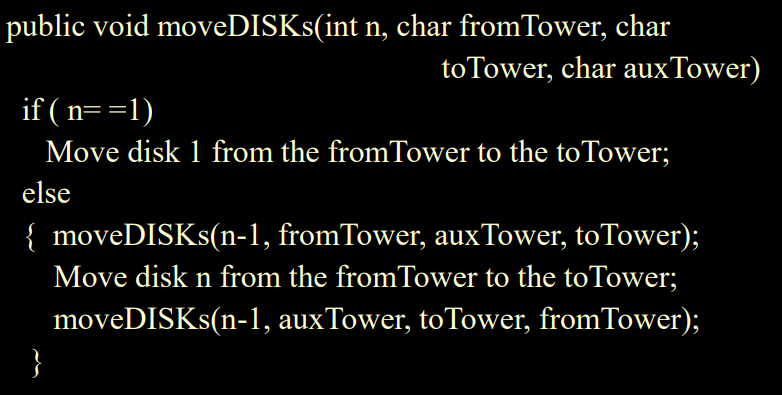 public void moveDISKs(int n, char fromTower, char
toTower, char auxTower)
if ( n= =1)
Move disk 1 from the fromTower to the toTower;
else
{ moveDISKs(n-1, fromTower, auxTower, toTower);
Move disk n from the fromTower to the toTower;
moveDISKs(n-1, auxTower, toTower, fromTower);
}